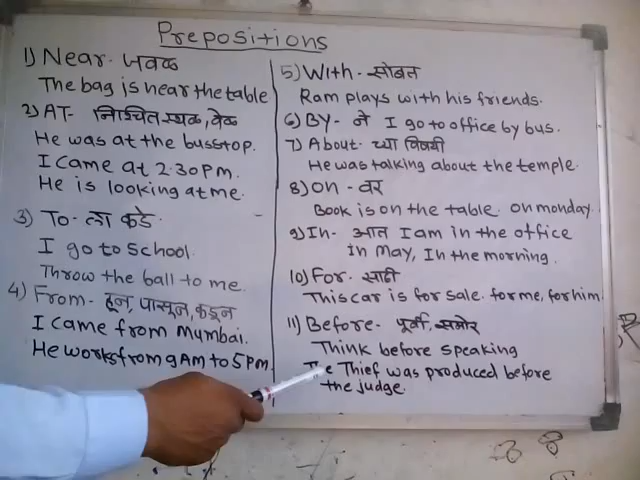 Prepositions
1) Near - जवळ
The bag is near the table
2) AT- निश्चित स्थळ, वेळ
He was at the busstop.
I came at 2.30 p.m.
He is looking at me.
3) To- ला कडे
I go to school.
Throw the ball to me.
4) From- हून, पासून, कडून
I came from Mumbai.
He works from 9 AM to 5 PM
5) With - सोबत
Ram plays with his friends.
6) BY- ने I go to office by bus.
7) About- च्या विषयी
He was talking about the temple.
8) On - वर
Book is on the table. on monday.
9) In- आत I am in the office
in May, In the morning.
10) For- साठी
This car is for sale. for me, for him
11) Before- पूर्वी, समोर
Think before speaking
The Thief was produced before
the judge.
8